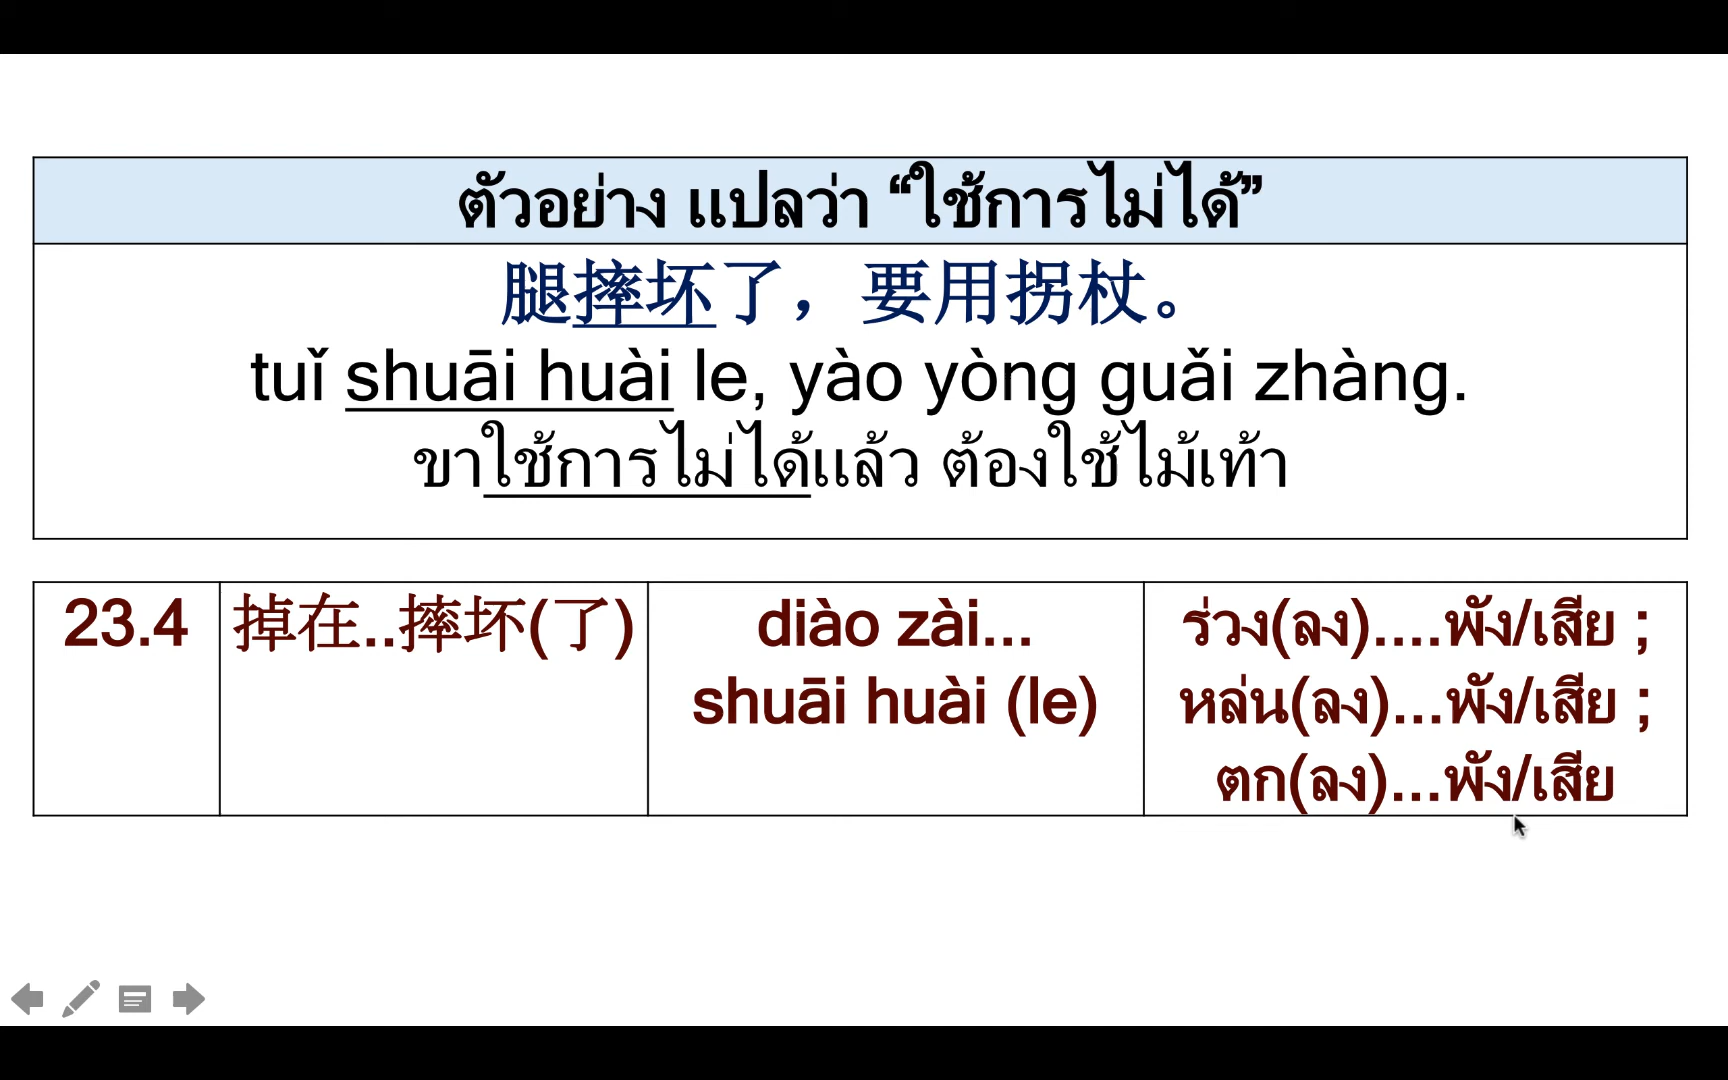 ตัวอย่าง แปลว่า “ใช้การไม่ได้”
腿摔坏了，要用拐杖。
tuǐ shuāi huài le, yào yòng guǎi zhàng.
ขาใช้การไม่ได้แล้ว ต้องใช้ไม้เท้า
23.4
掉在..摔坏(了)
diào zài...
shuāi huài (le)
ร่วง(ลง)....พัง/เสีย ;
หล่น(ลง)...พัง/เสีย ;
ตก(ลง)...พัง/เสีย